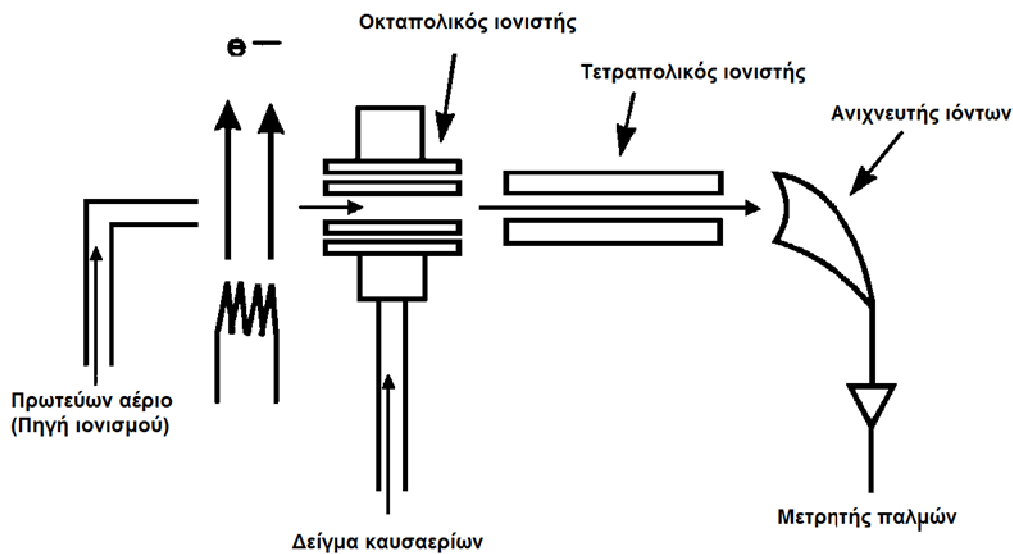 Οκταπολικός ιονιστής
e−
Τετραπολικός ιονιστής
Ανιχνευτής ιόντων
Πρωτεύων αέριο
(Πηγή ιονισμού)
Μετρητής παλμών
Δείγμα καυσαερίων